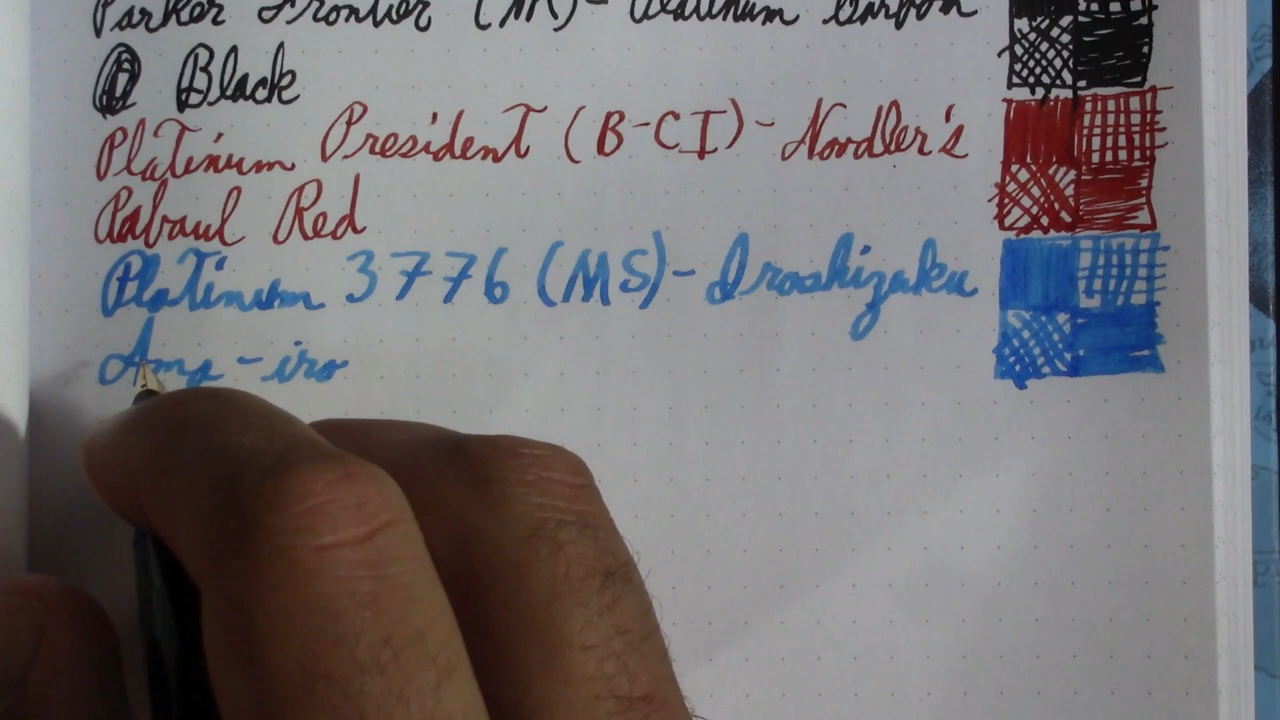 Parker Frontier (M) - Platinum Carbon
Black
Platinum President (B-CI) - Noodler's
Rabaul Red
Platinum 3776 (MS) - Iroshizuku
Ama-iro